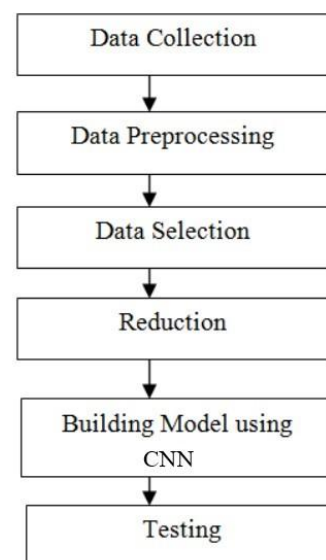 Data Collection
Data Preprocessing
Data Selection
Reduction
Building Model using
CNN
Testing